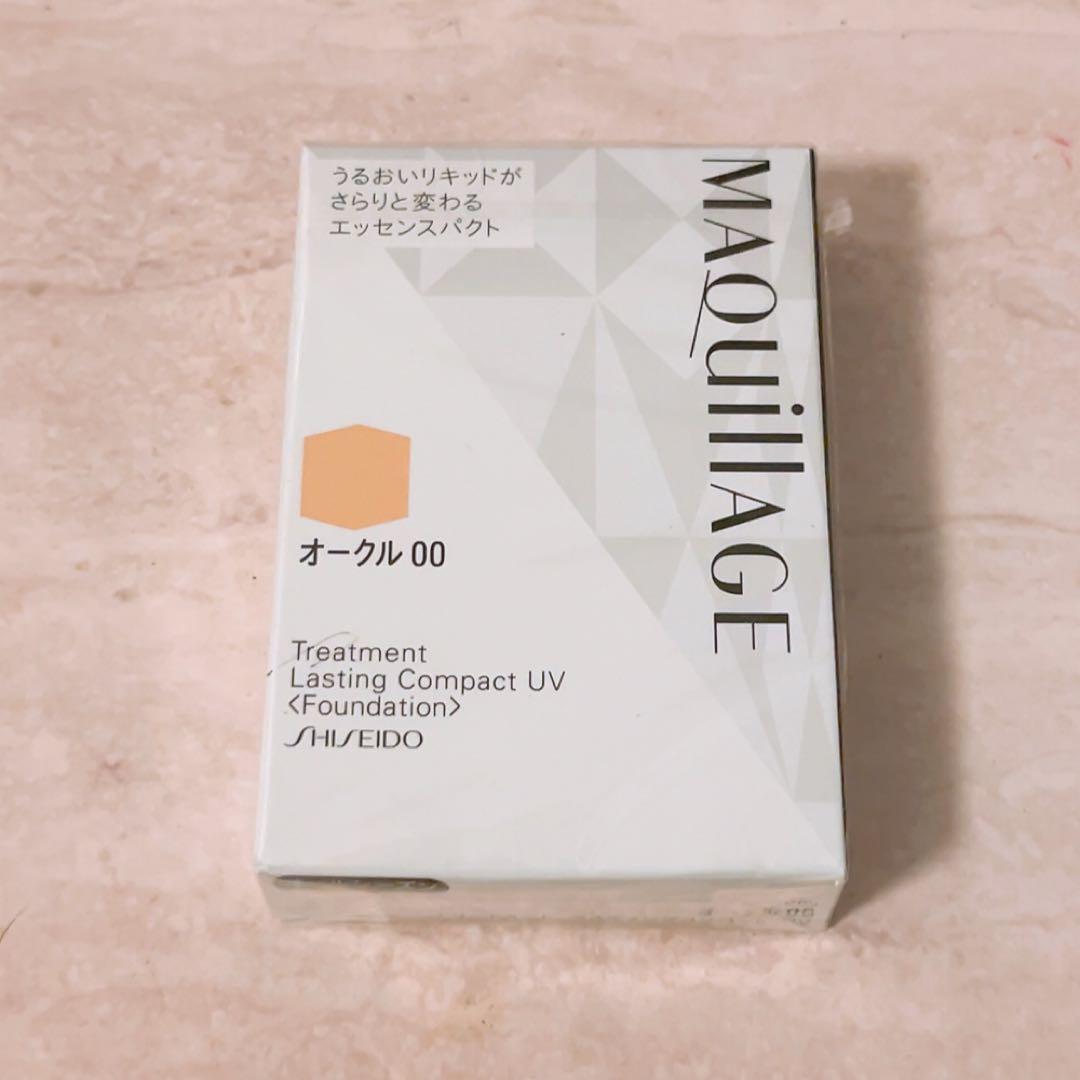 うるおいリキッドが
さらりと変わる
エッセンスパクト
MAQuillAGE
オークル 00
Treatment
Lasting Compact UV
<Foundation>
SHISEIDO